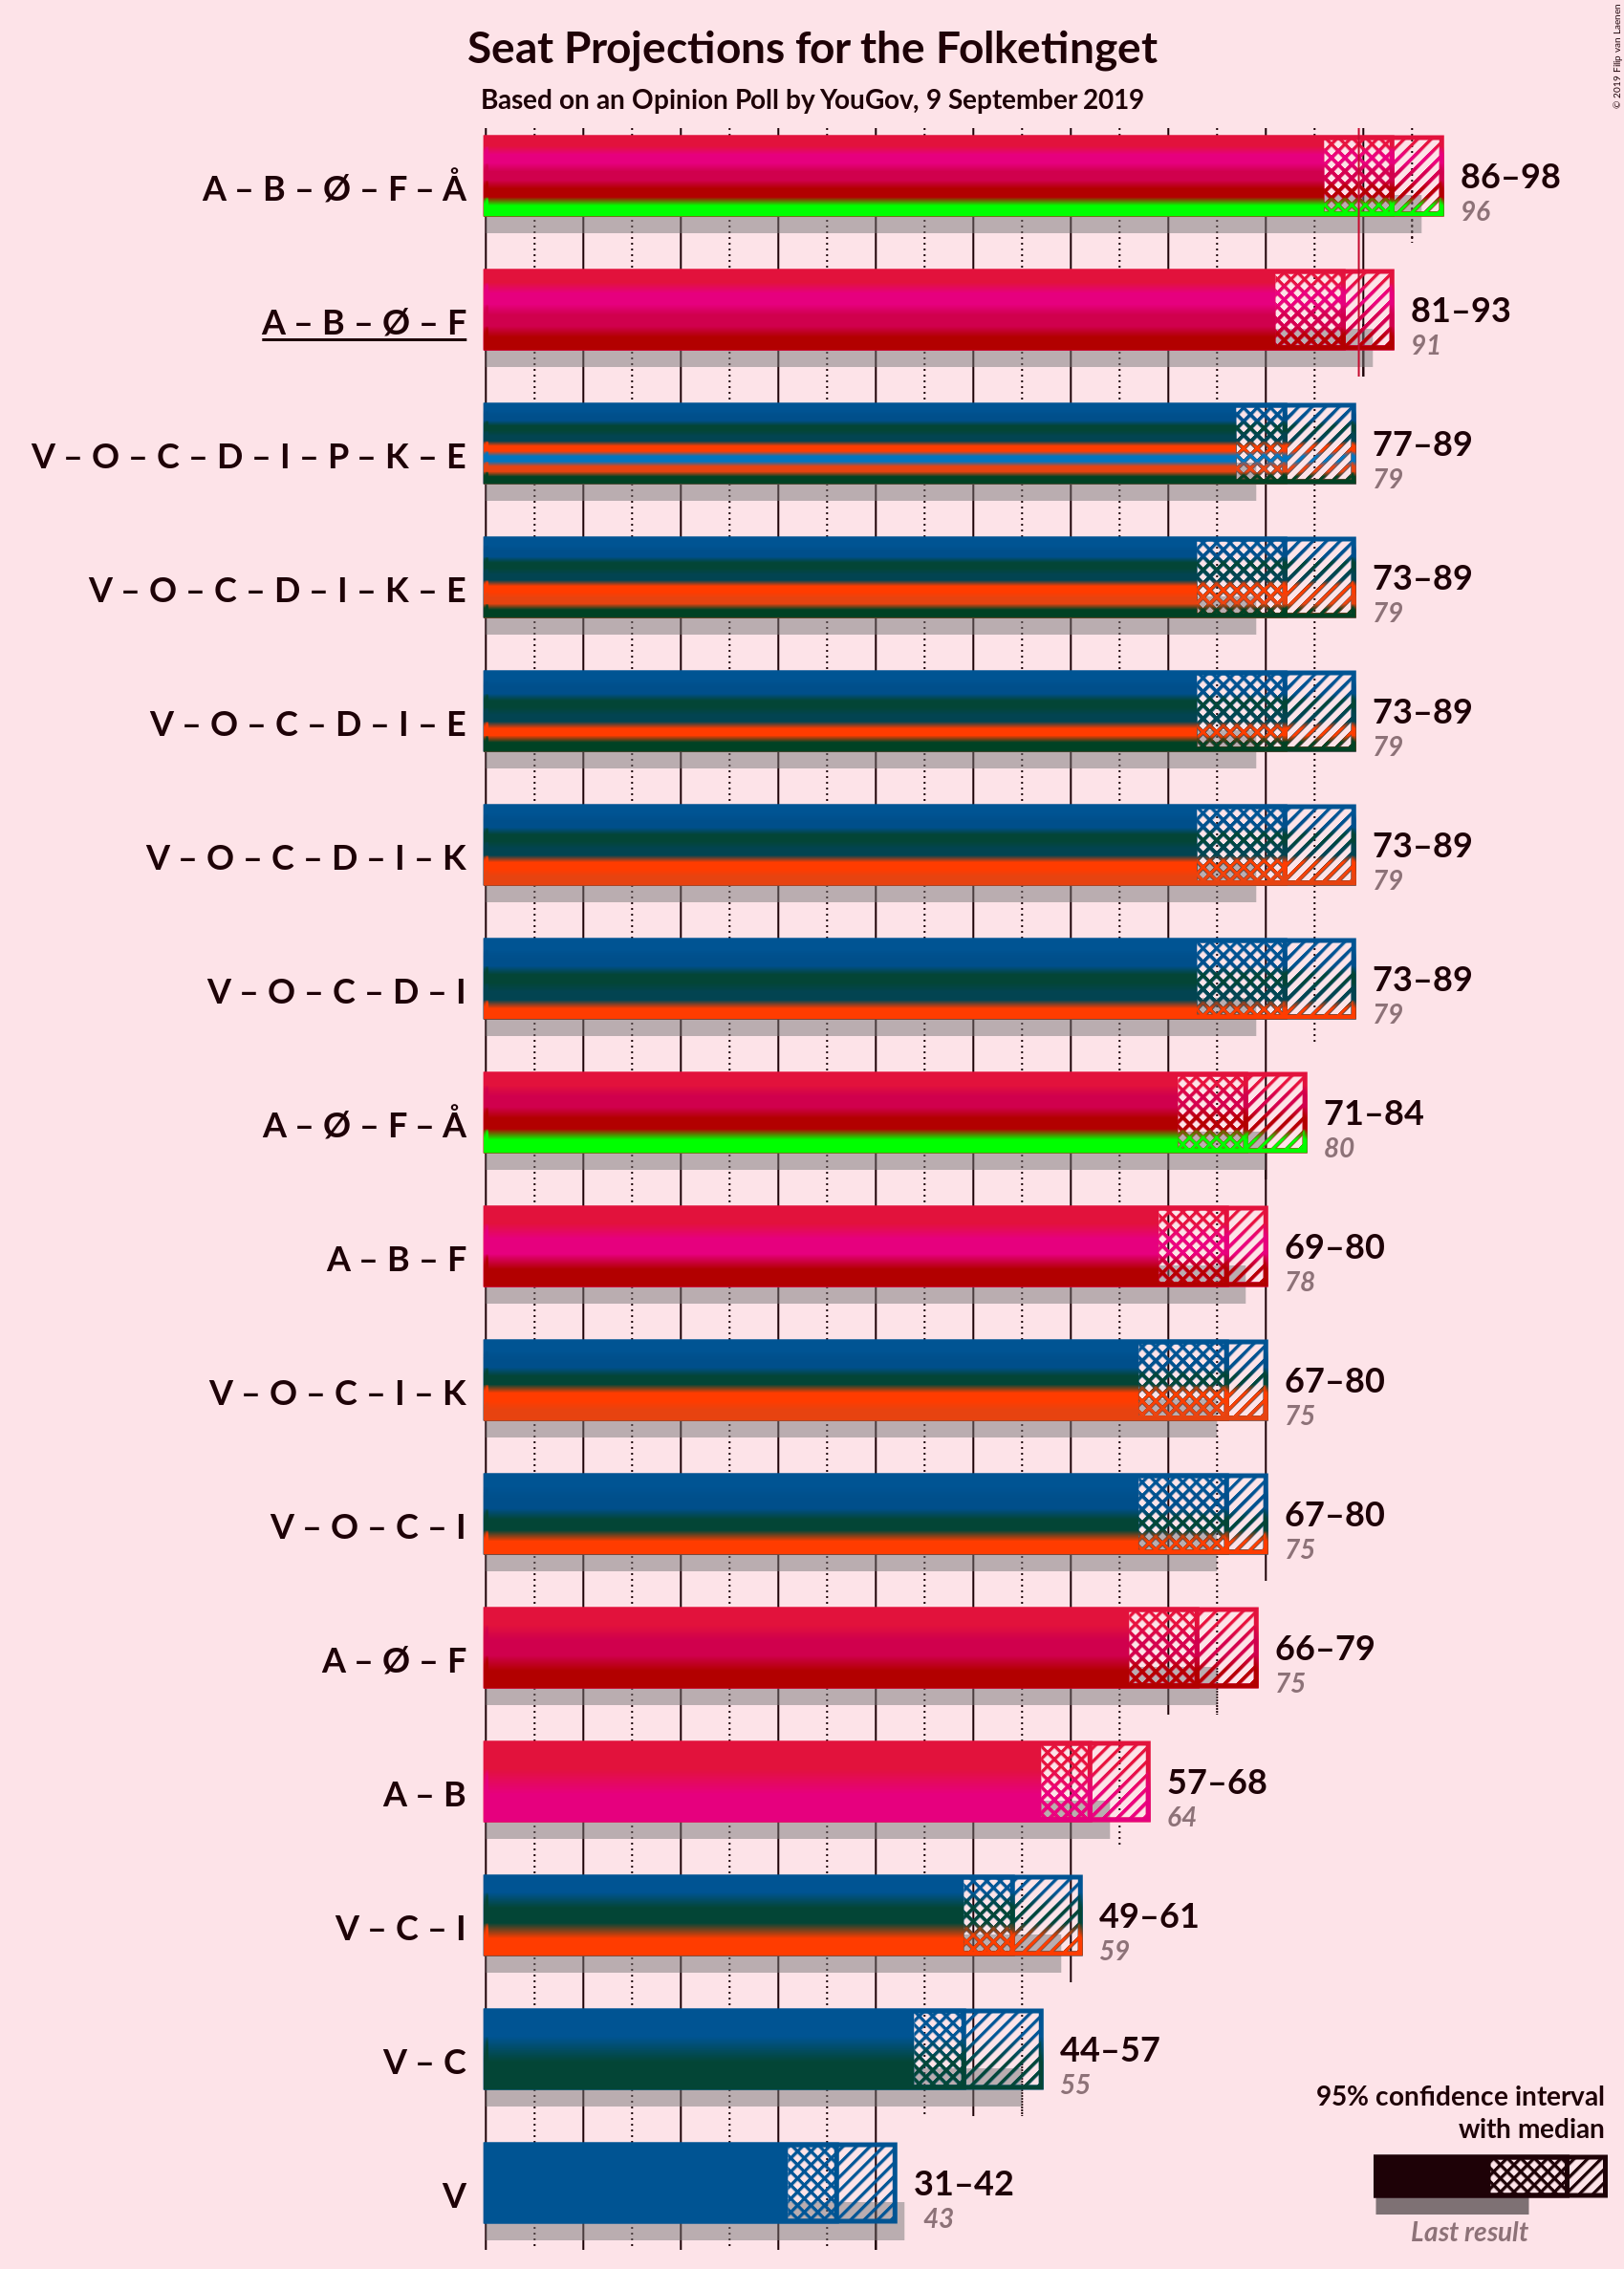 Seat Projections for the Folketinget
Based on an Opinion Poll by YouGov, 9 September 2019
© 2019 Filip van Laenen
A – B – Ø – F – Å
86–98
96
A – B – Ø – F
81–93
91
V – O – C – D – I – P – K – E
77–89
79
V – O – C – D – I – K – E
73–89
79
V – O – C – D – I – E
73–89
79
V – O – C – D – I – K
73–89
79
V – O – C – D – I
73–89
79
A – Ø – F – Å
71–84
80
A – B – F
69–80
78
V – O – C – I – K
67–80
75
V – O – C – I
67–80
75
A – Ø – F
66–79
75
A – B
57–68
64
V – C – I
49–61
59
V – C
44–57
55
V
31–42
43
95% confidence interval
with median
Last result